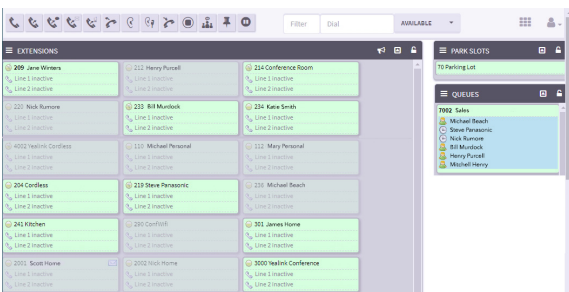 Filter Dial AVAILABLE
EXTENSIONS
PARK SLOTS
209 Jane Winters
Line 1 inactive
Line 2 inactive
212 Henry Purcell
Line 1 inactive
Line 2 inactive
214 Conference Room
Line 1 inactive
Line 2 inactive
70 Parking Lot
QUEUES
7002 Sales
Michael Beach
Steve Panasonic
Nick Rumore
Bill Murdock
Henry Purcell
Mitchell Henry
Nick Rumore
Line 1 inactive
Line 2 inactive
233 Bill Murdock
Line 1 inactive
Line 2 inactive
234 Kate Smith
Line 1 inactive
Line 2 inactive
4002 Yealink Cordless
Line 1 inactive
Line 2 inactive
110 Michael Personal
Line 1 inactive
Line 2 inactive
112 Mary Personal
Line 1 inactive
Line 2 inactive
204 Cordless
Line 1 inactive
Line 2 inactive
219 Steve Panasonic
Line 1 inactive
Line 2 inactive
Michael Beach
Line 1 inactive
Line 2 inactive
241 Kitchen
Line 1 inactive
Line 2 inactive
290 ConfWifi
Line 1 inactive
Line 2 inactive
301 James Home
Line 1 inactive
Line 2 inactive
2001 Scott Home
Line 1 inactive
Line 2 inactive
2002 Nick Home
Line 1 inactive
Line 2 inactive
3000 Yealink Conference
Line 1 inactive
Line 2 inactive